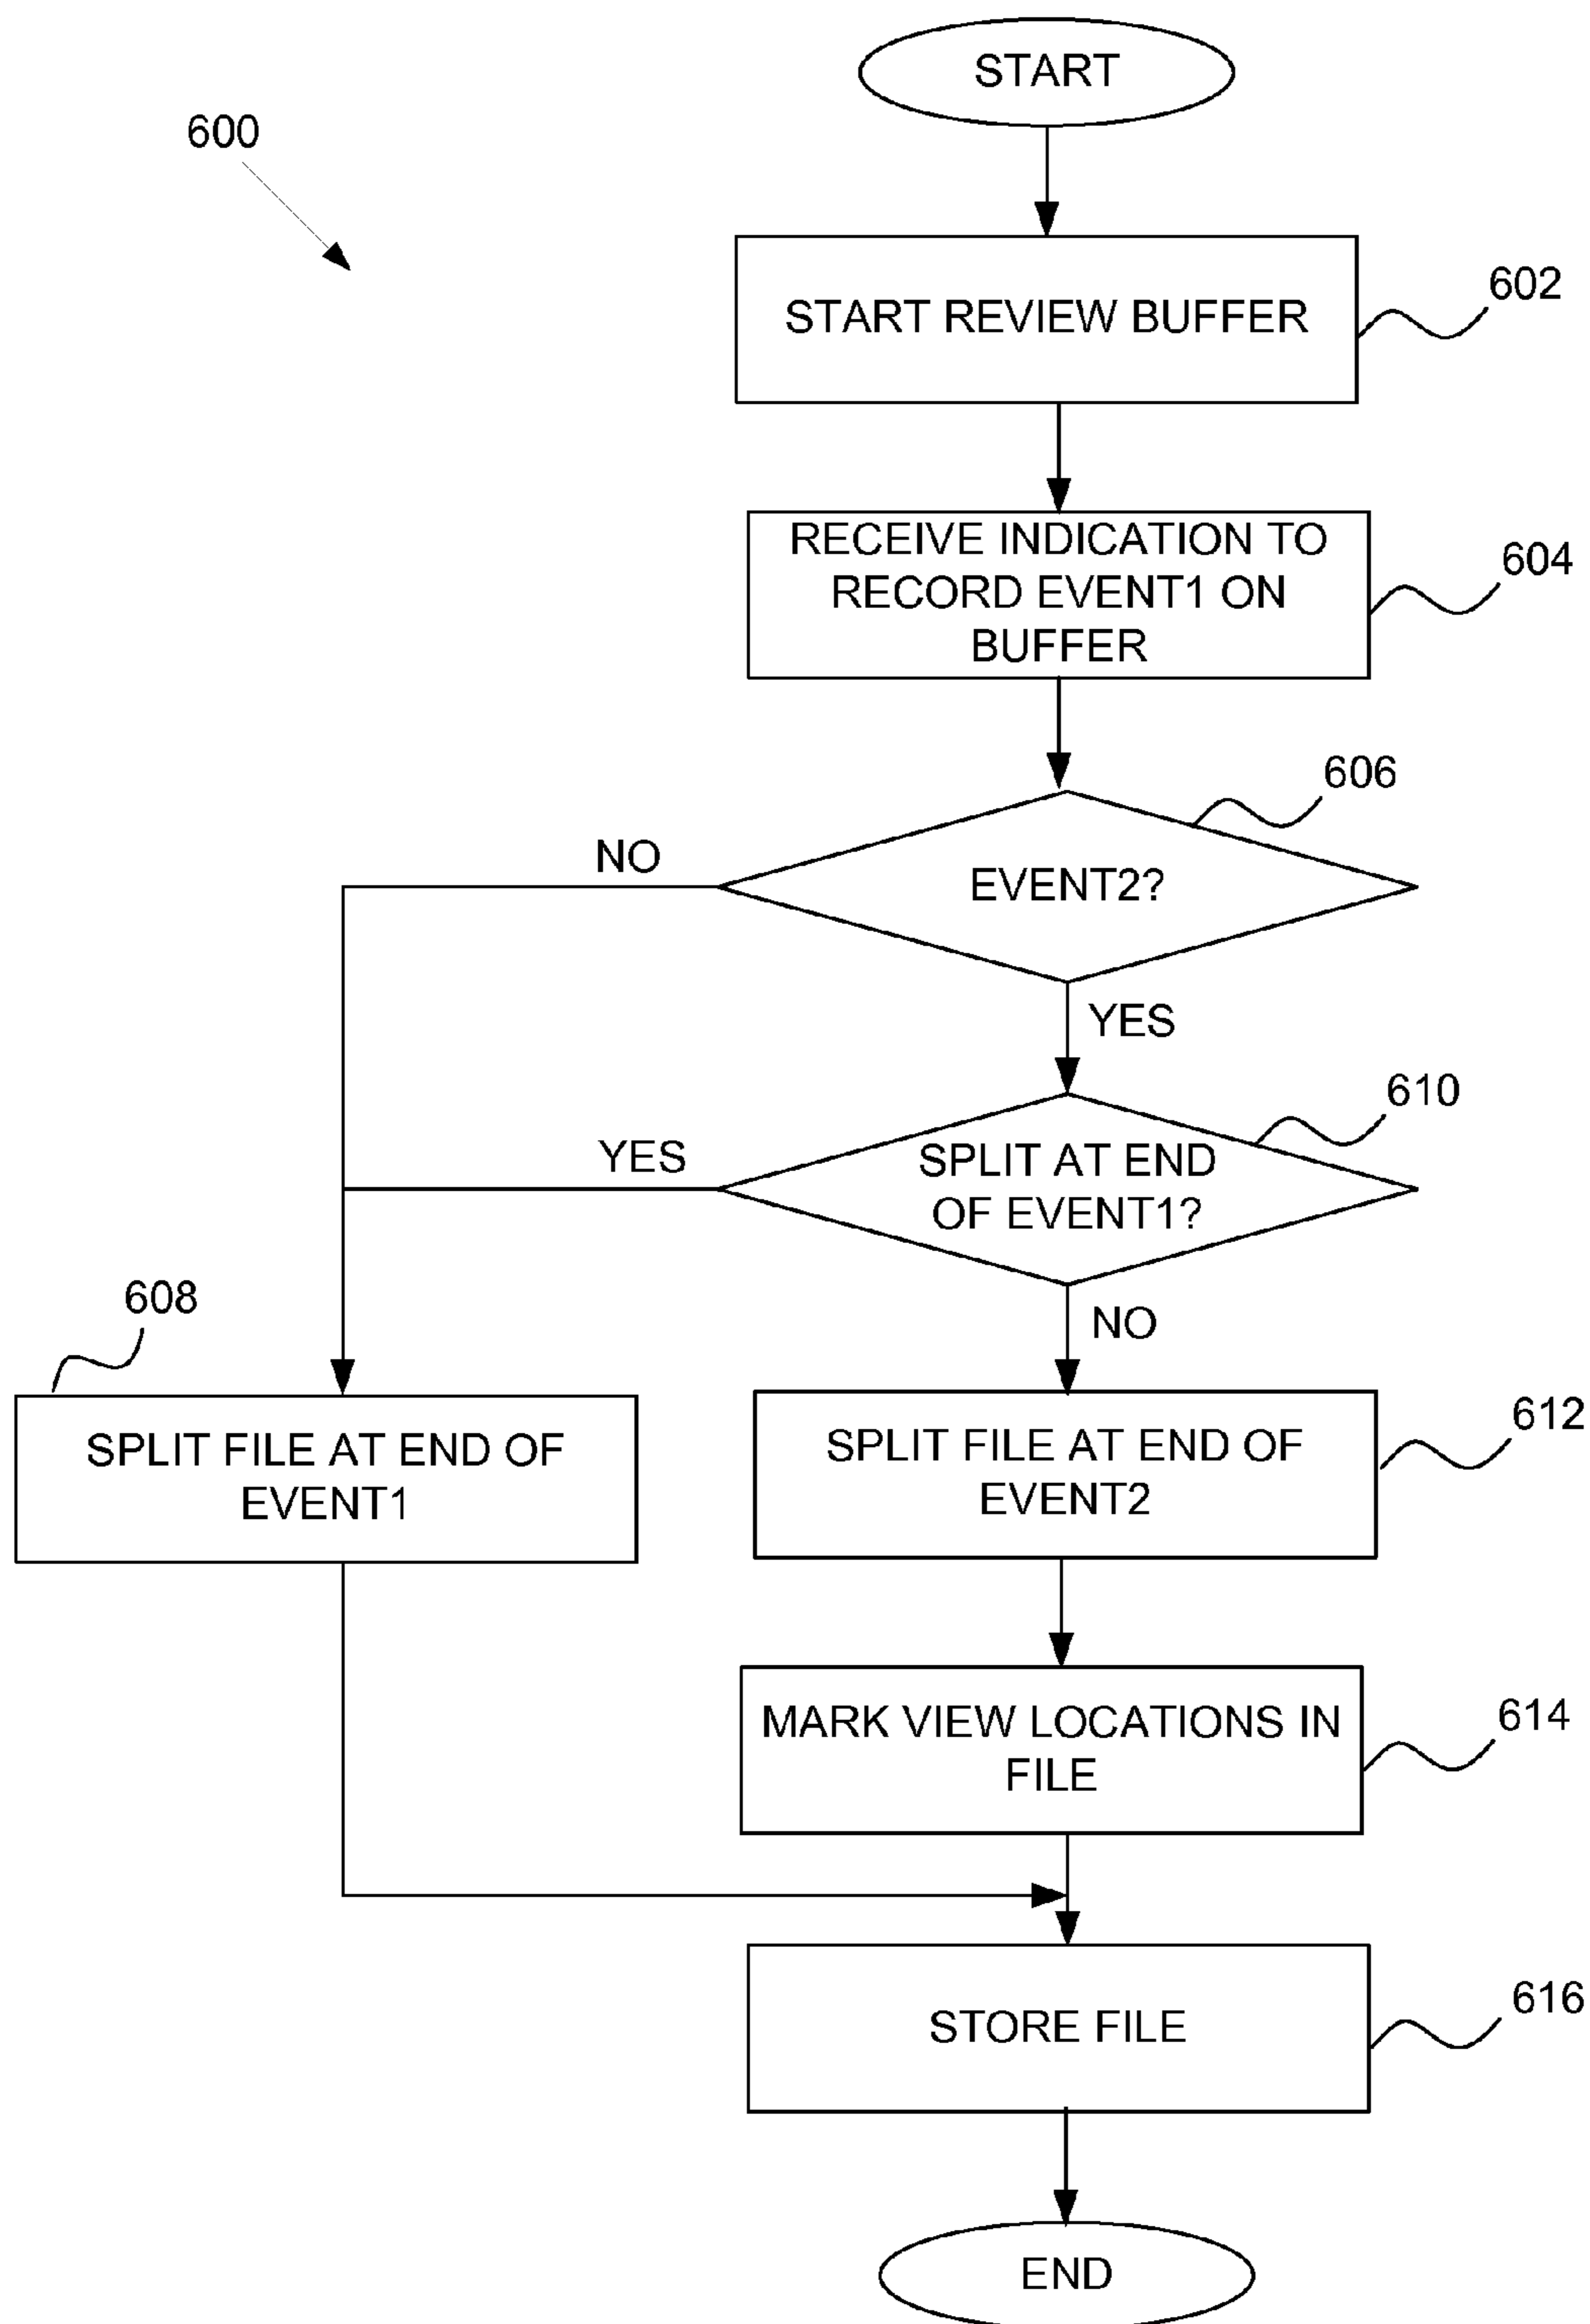 START
600
START REVIEW BUFFER
602
RECEIVE INDICATION TO
RECORD EVENT1 ON
BUFFER
604
606
NO
EVENT2?
YES
610
YES
SPLIT AT END
OF EVENT1?
608
NO
SPLIT FILE AT END OF
EVENT1
SPLIT FILE AT END OF
EVENT2
612
MARK VIEW LOCATIONS IN
FILE
614
STORE FILE
616
END